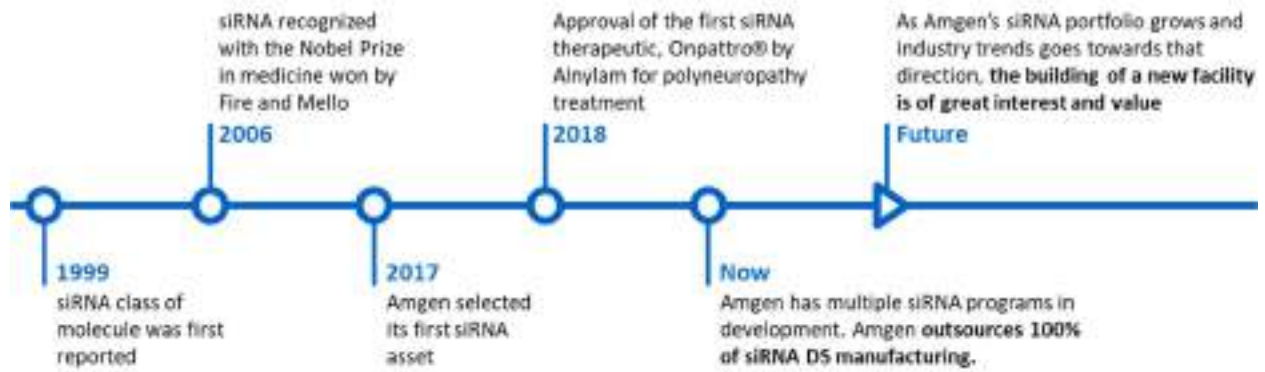 siRNA recognized
with the Nobel Prize
in medicine won by
Fire and Mello
2006
Approval of the first siRNA
therapeutic, Onpattro® by
Alnylam for polyneuropathy
treatment
2018
As Amgen's siRNA portfolio grows and
industry trends goes towards that
direction, the building of a new facility
is of great interest and value
Future
1999
siRNA class of
molecule was first
reported
2017
Amgen selected
its first siRNA
asset
Now
Amgen has multiple siRNA programs in
development. Amgen outsources 100%
of siRNA DS manufacturing.